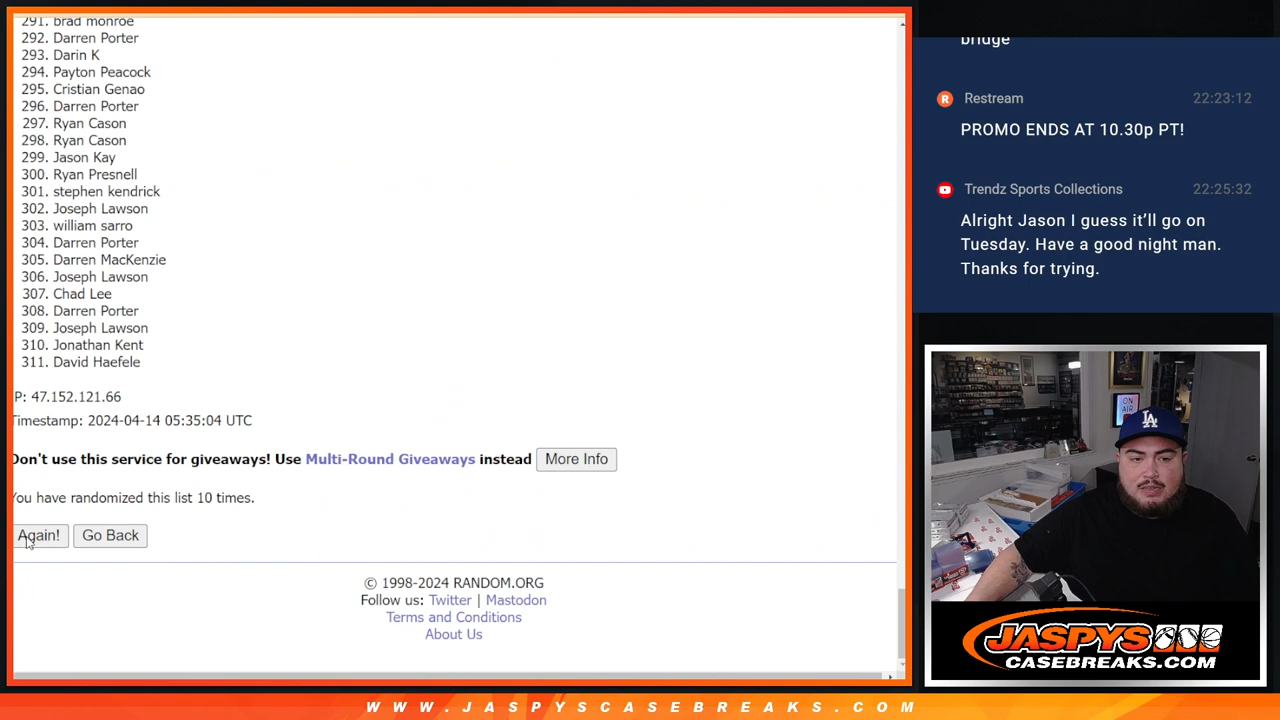 291. brad monroe
292. Darren Porter
293. Darin K
294. Payton Peacock
295. Cristian Genao
296. Darren Porter
297. Ryan Cason
298. Ryan Cason
299. Jason Kay
300. Ryan Presnell
301. stephen kendrick
302. Joseph Lawson
303. william sarro
304. Darren Porter
305. Darren MacKenzie
306. Joseph Lawson
307. Chad Lee
308. Darren Porter
309. Joseph Lawson
310. Jonathan Kent
311. David Haefele
P: 47.152.121.66
Timestamp: 2024-04-14 05:35:04 UTC
Don't use this service for giveaways! Use Multi-Round Giveaways instead More Info
You have randomized this list 10 times.
Again! Go Back
© 1998-2024 RANDOM.ORG
Follow us: Twitter | Mastodon
Terms and Conditions
About Us
bridge
R Restream 22:23:12
PROMO ENDS AT 10.30p PT!
Trendz Sports Collections 22:25:32
Alright Jason I guess it'll go on
Tuesday. Have a good night man.
Thanks for trying.
ON
AIR
LA
JASPYS
CASEBREAKS.COM
WWW.JASPYSCASEBREAKS.COM